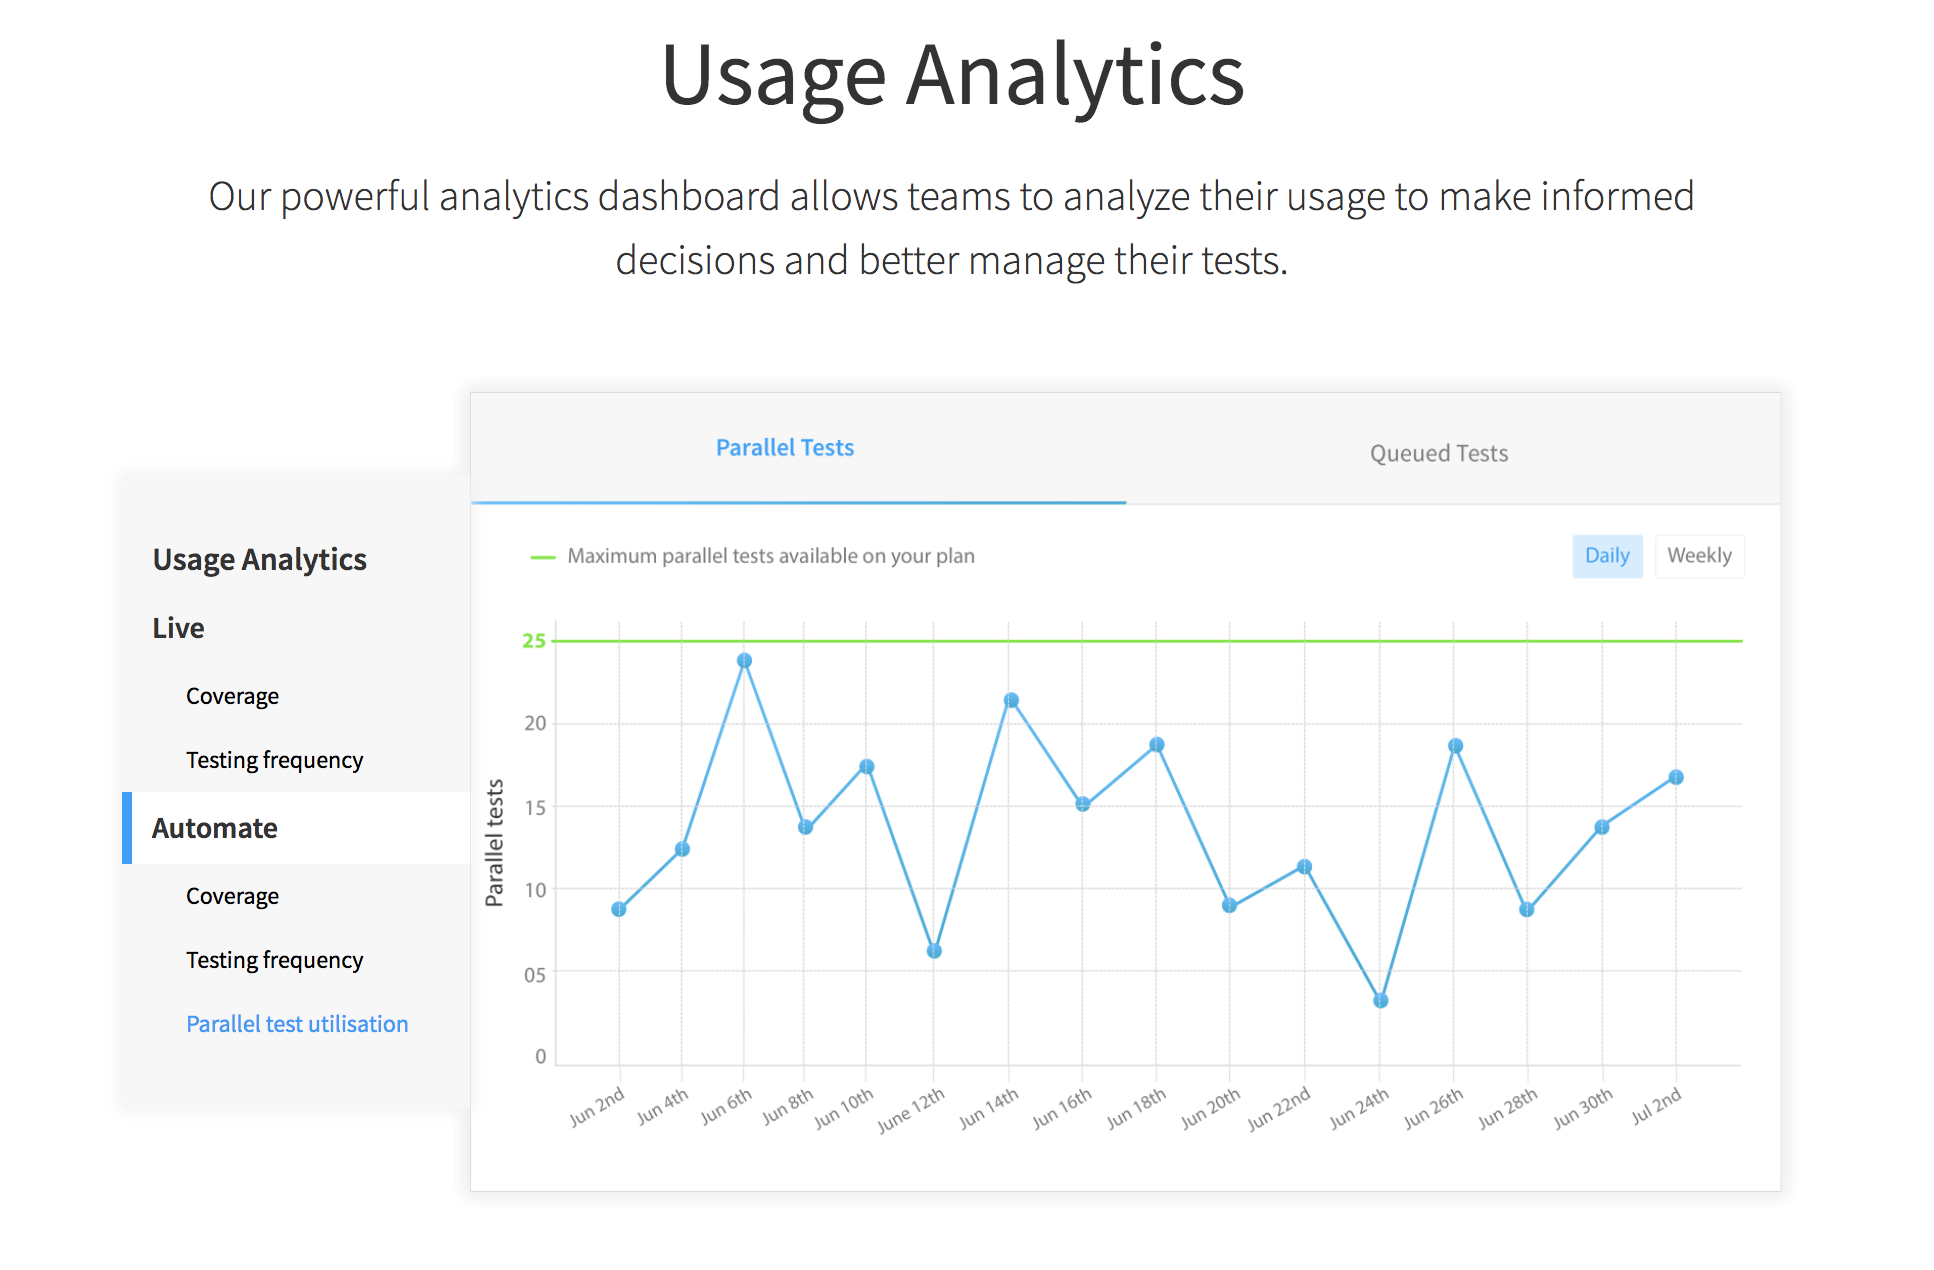 Usage Analytics
Our powerful analytics dashboard allows teams to analyze their usage to make informed
decisions and better manage their tests.
Usage Analytics
Live
Coverage
Testing frequency
Automate
Coverage
Testing frequency
Parallel test utilisation
Parallel Tests
Queued Tests
Maximum parallel tests available on your plan
Daily
Weekly
Parallel tests
25
20
15
10
05
0
Jun 2nd
Jun 4th
Jun 6th
Jun 8th
Jun 10th
June 12th
Jun 14th
Jun 16th
Jun 18th
Jun 20th
Jun 22nd
Jun 24th
Jun 26th
Jun 28th
Jun 30th
Jul 2nd